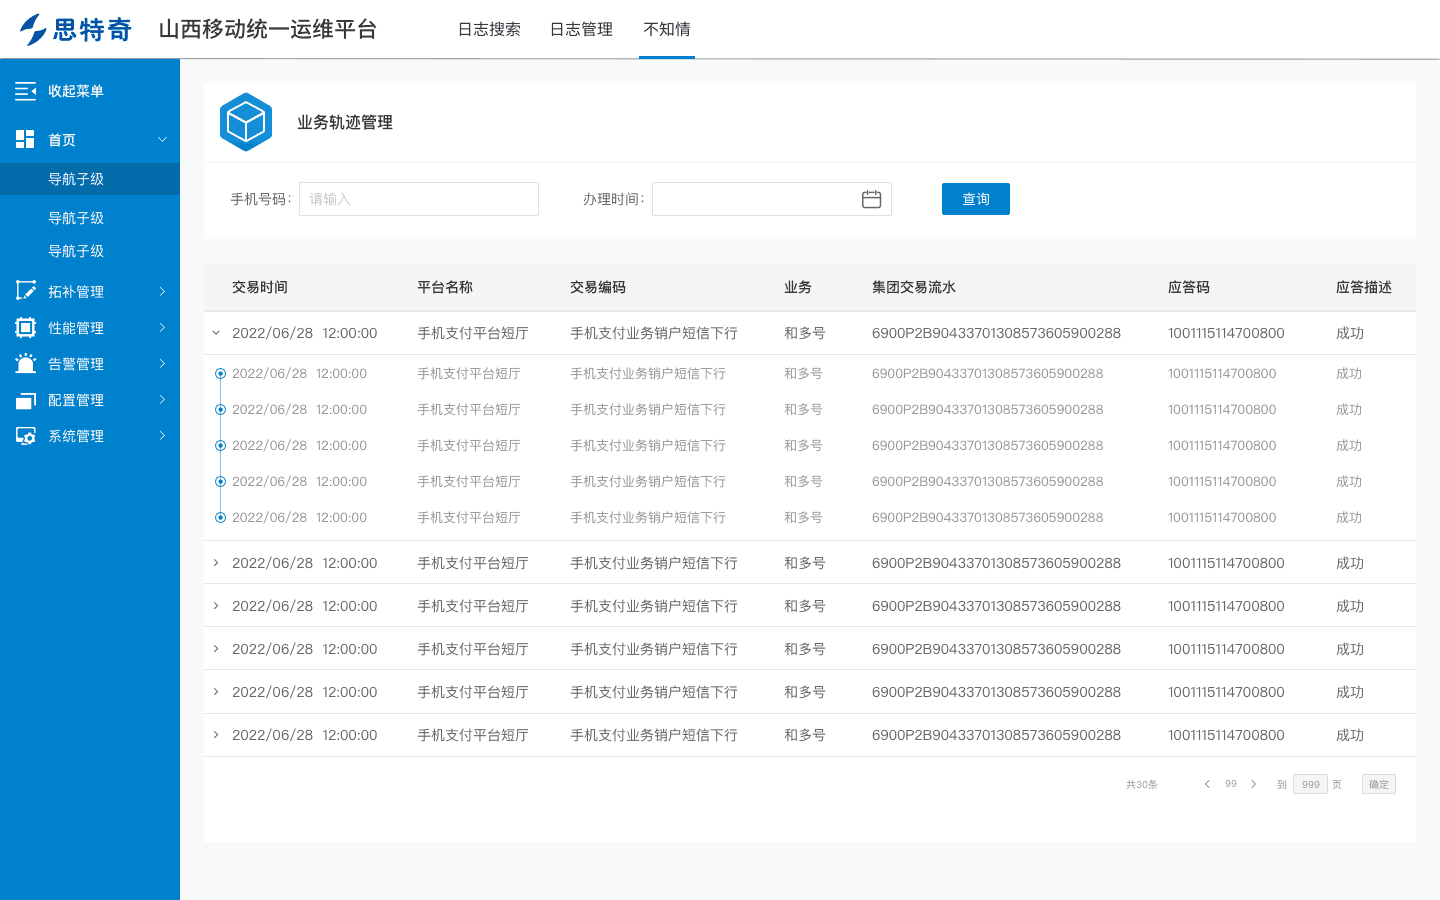 思特奇 山西移动统一运维平台 日志搜索 日志管理 不知情
收起菜单
首页
导航子级
导航子级
导航子级
拓补管理
性能管理
告警管理
配置管理
系统管理
业务轨迹管理
手机号码： 请输入 办理时间： 查询
交易时间 平台名称 交易编码 业务 集团交易流水 应答码 应答描述
2022/06/28 12:00:00 手机支付平台短厅 手机支付业务销户短信下行 和多号 6900P2B90433701308573605900288 1001115114700800 成功
2022/06/28 12:00:00 手机支付平台短厅 手机支付业务销户短信下行 和多号 6900P2B90433701308573605900288 1001115114700800 成功
2022/06/28 12:00:00 手机支付平台短厅 手机支付业务销户短信下行 和多号 6900P2B90433701308573605900288 1001115114700800 成功
2022/06/28 12:00:00 手机支付平台短厅 手机支付业务销户短信下行 和多号 6900P2B90433701308573605900288 1001115114700800 成功
2022/06/28 12:00:00 手机支付平台短厅 手机支付业务销户短信下行 和多号 6900P2B90433701308573605900288 1001115114700800 成功
2022/06/28 12:00:00 手机支付平台短厅 手机支付业务销户短信下行 和多号 6900P2B90433701308573605900288 1001115114700800 成功
2022/06/28 12:00:00 手机支付平台短厅 手机支付业务销户短信下行 和多号 6900P2B90433701308573605900288 1001115114700800 成功
2022/06/28 12:00:00 手机支付平台短厅 手机支付业务销户短信下行 和多号 6900P2B90433701308573605900288 1001115114700800 成功
2022/06/28 12:00:00 手机支付平台短厅 手机支付业务销户短信下行 和多号 6900P2B90433701308573605900288 1001115114700800 成功
2022/06/28 12:00:00 手机支付平台短厅 手机支付业务销户短信下行 和多号 6900P2B90433701308573605900288 1001115114700800 成功
2022/06/28 12:00:00 手机支付平台短厅 手机支付业务销户短信下行 和多号 6900P2B90433701308573605900288 1001115114700800 成功
共30条 99 到 999 页 确定